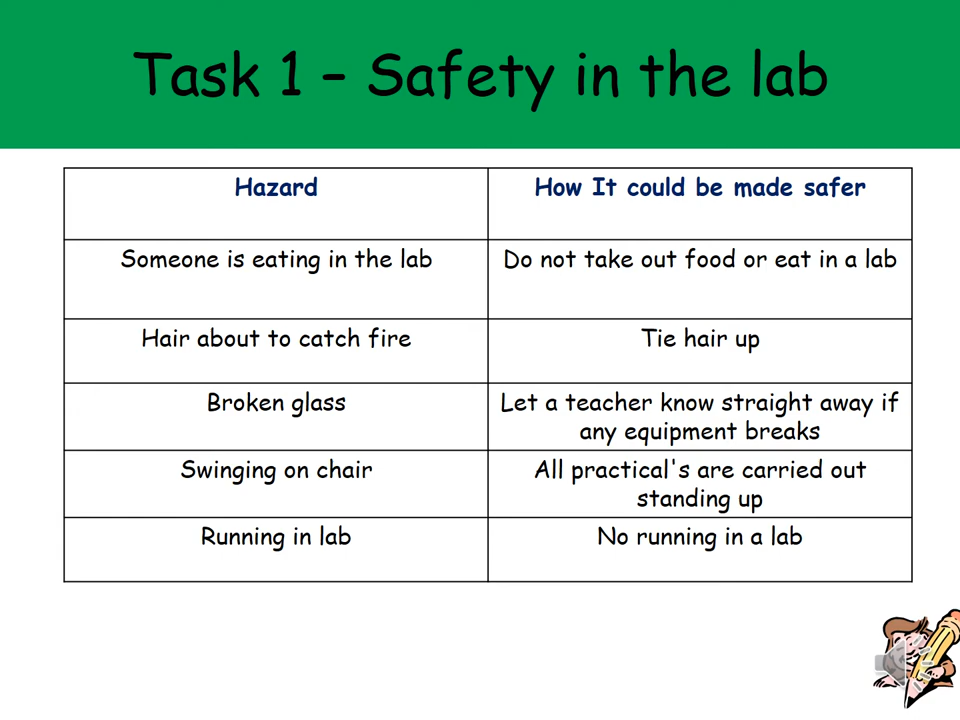 Task 1 – Safety in the lab
Hazard
How It could be made safer
Someone is eating in the lab
Do not take out food or eat in a lab
Hair about to catch fire
Tie hair up
Broken glass
Let a teacher know straight away if
any equipment breaks
Swinging on chair
All practical's are carried out
standing up
Running in lab
No running in a lab